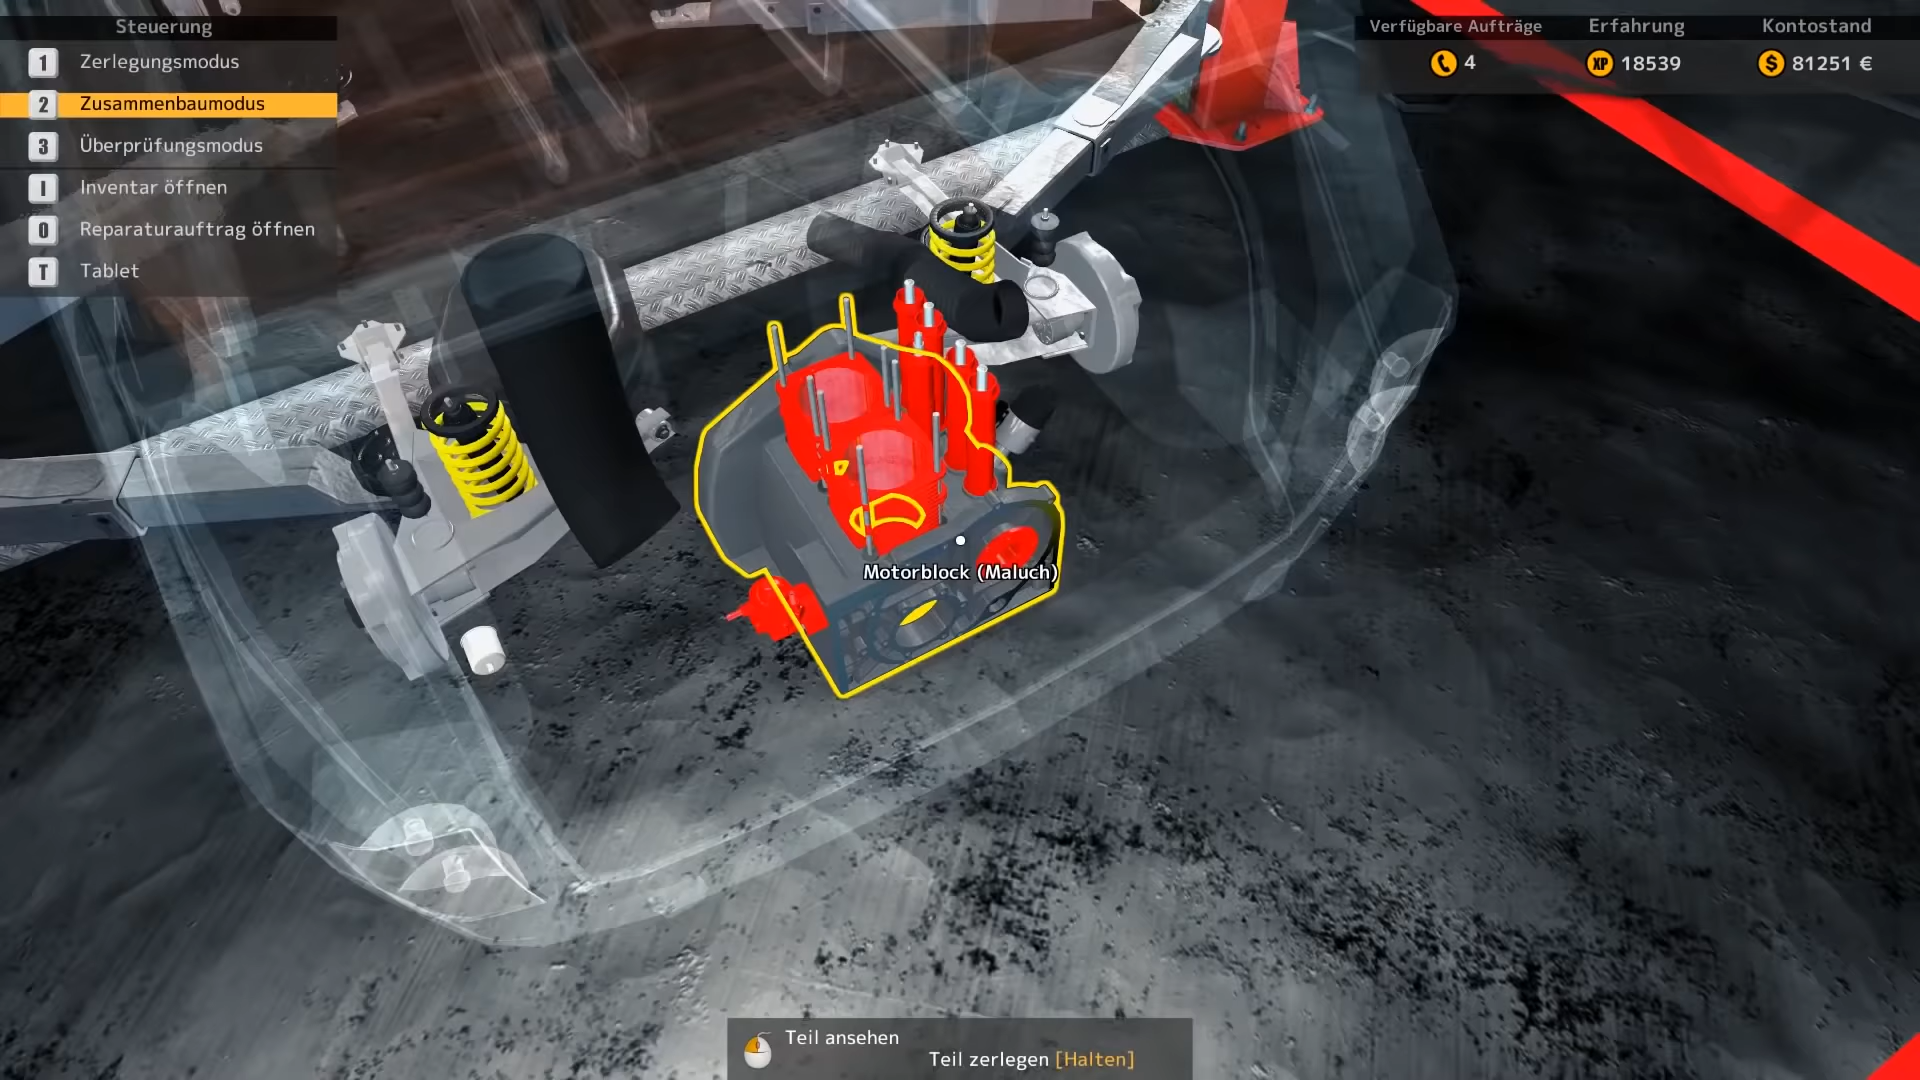 Steuerung
1 Zerlegungsmodus
2 Zusammenbaumodus
3 Überprüfungsmodus
I Inventar öffnen
O Reparaturauftrag öffnen
T Tablet
Verfügbare Aufträge Erfahrung Kontostand
4 XP 18539 $ 81251 €
Motorblock (Maluch)
Teil ansehen
Teil zerlegen [Halten]